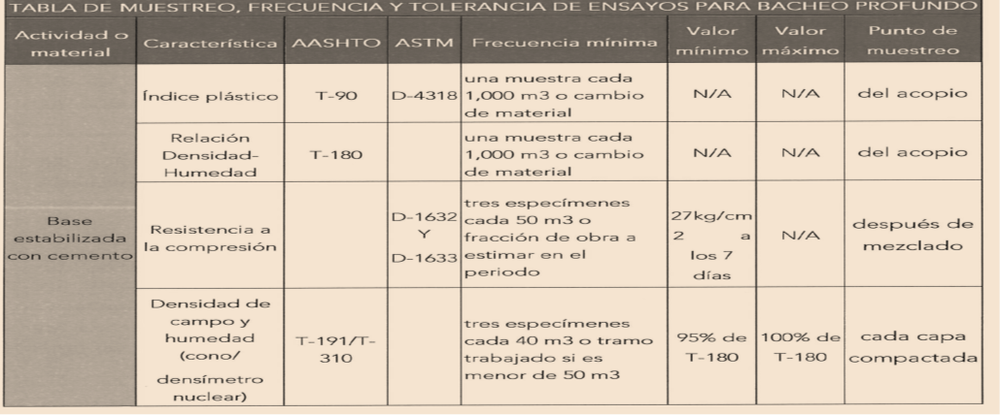 TABLA DE MUESTREO, FRECUENCIA Y TOLERANCIA DE ENSAYOS PARA BACHEO PROFUNDO
Actividad o
material
Característica
AASHTO
ASTM
Frecuencia mínima
Valor
mínimo
Valor
máximo
Punto de
muestreo
Base
estabilizada
con cemento
Índice plástico
T-90
D-4318
una muestra cada
1,000 m3 o cambio
de material
N/A
N/A
del acopio
Relación
Densidad-
Humedad
T-180
una muestra cada
1,000 m3 o cambio
de material
N/A
N/A
del acopio
Resistencia a
la compresión
D-1632
Y
D-1633
tres especímenes
cada 50 m3 o
fracción de obra a
estimar en el
periodo
27kg/cm
2 a
los 7
días
N/A
después de
mezclado
Densidad de
campo y
humedad
(cono/
densímetro
nuclear)
T-191/T-
310
tres especímenes
cada 40 m3 o tramo
trabajado si es
menor de 50 m3
95% de
T-180
100% de
T-180
cada capa
compactada